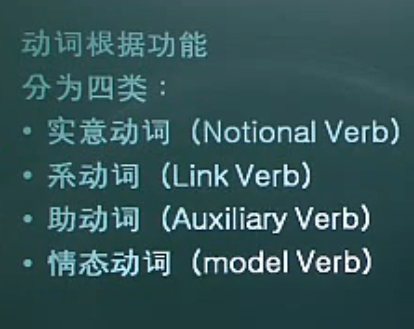 动词根据功能
分为四类：
• 实意动词（Notional Verb）
• 系动词（Link Verb）
• 助动词（Auxiliary Verb）
• 情态动词（model Verb）